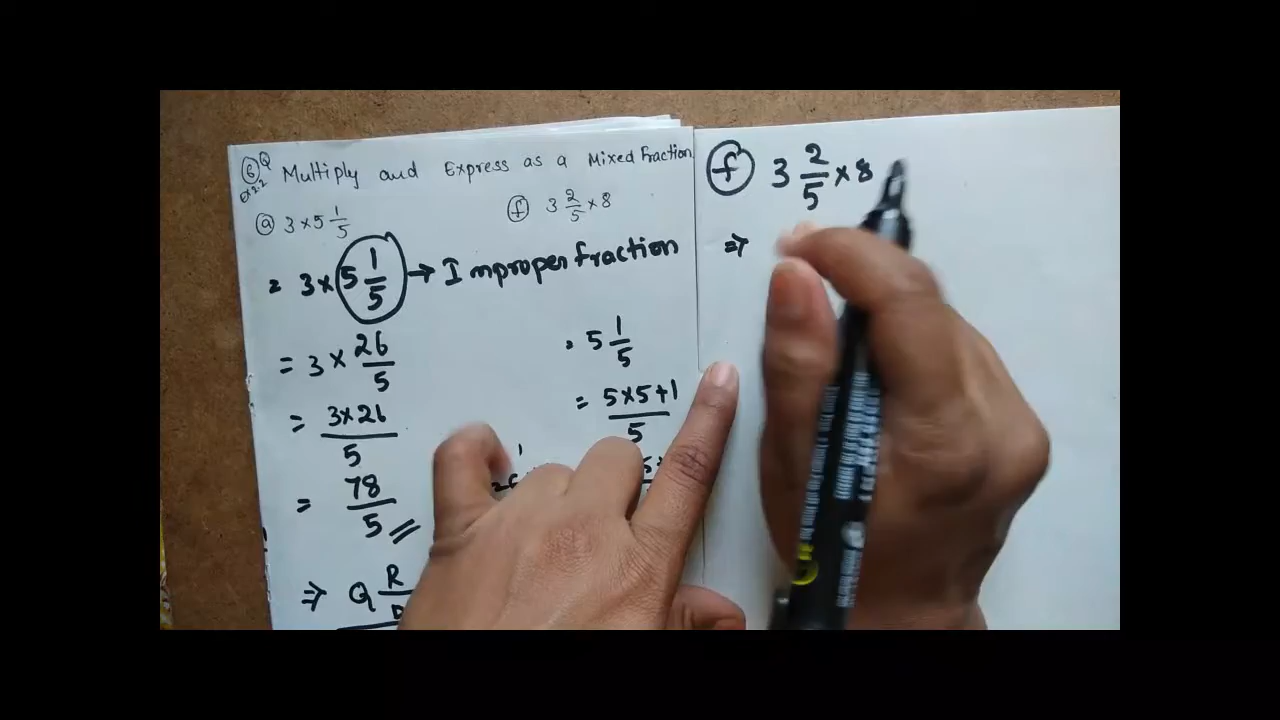 6 Q Multiply and Express as a Mixed Fraction
Ex 2.2
a 3 × 5 1/5
f 3 2/5 × 8
= 3 × 5 1/5 → Improper fraction
= 3 × 26/5
= 3×26/5
= 78/5
⇒ Q R/
= 5 1/5
= 5×5+1/5
f 3 2/5 × 8
⇒